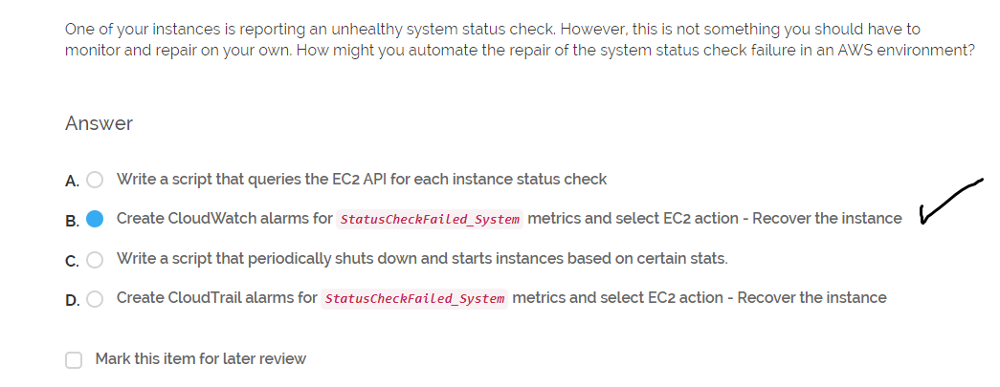 One of your instances is reporting an unhealthy system status check. However, this is not something you should have to
monitor and repair on your own. How might you automate the repair of the system status check failure in an AWS environment?
Answer
A. Write a script that queries the EC2 API for each instance status check
B. Create CloudWatch alarms for StatusCheckFailed_System metrics and select EC2 action - Recover the instance
C. Write a script that periodically shuts down and starts instances based on certain stats.
D. Create CloudTrail alarms for StatusCheckFailed_System metrics and select EC2 action - Recover the instance
Mark this item for later review